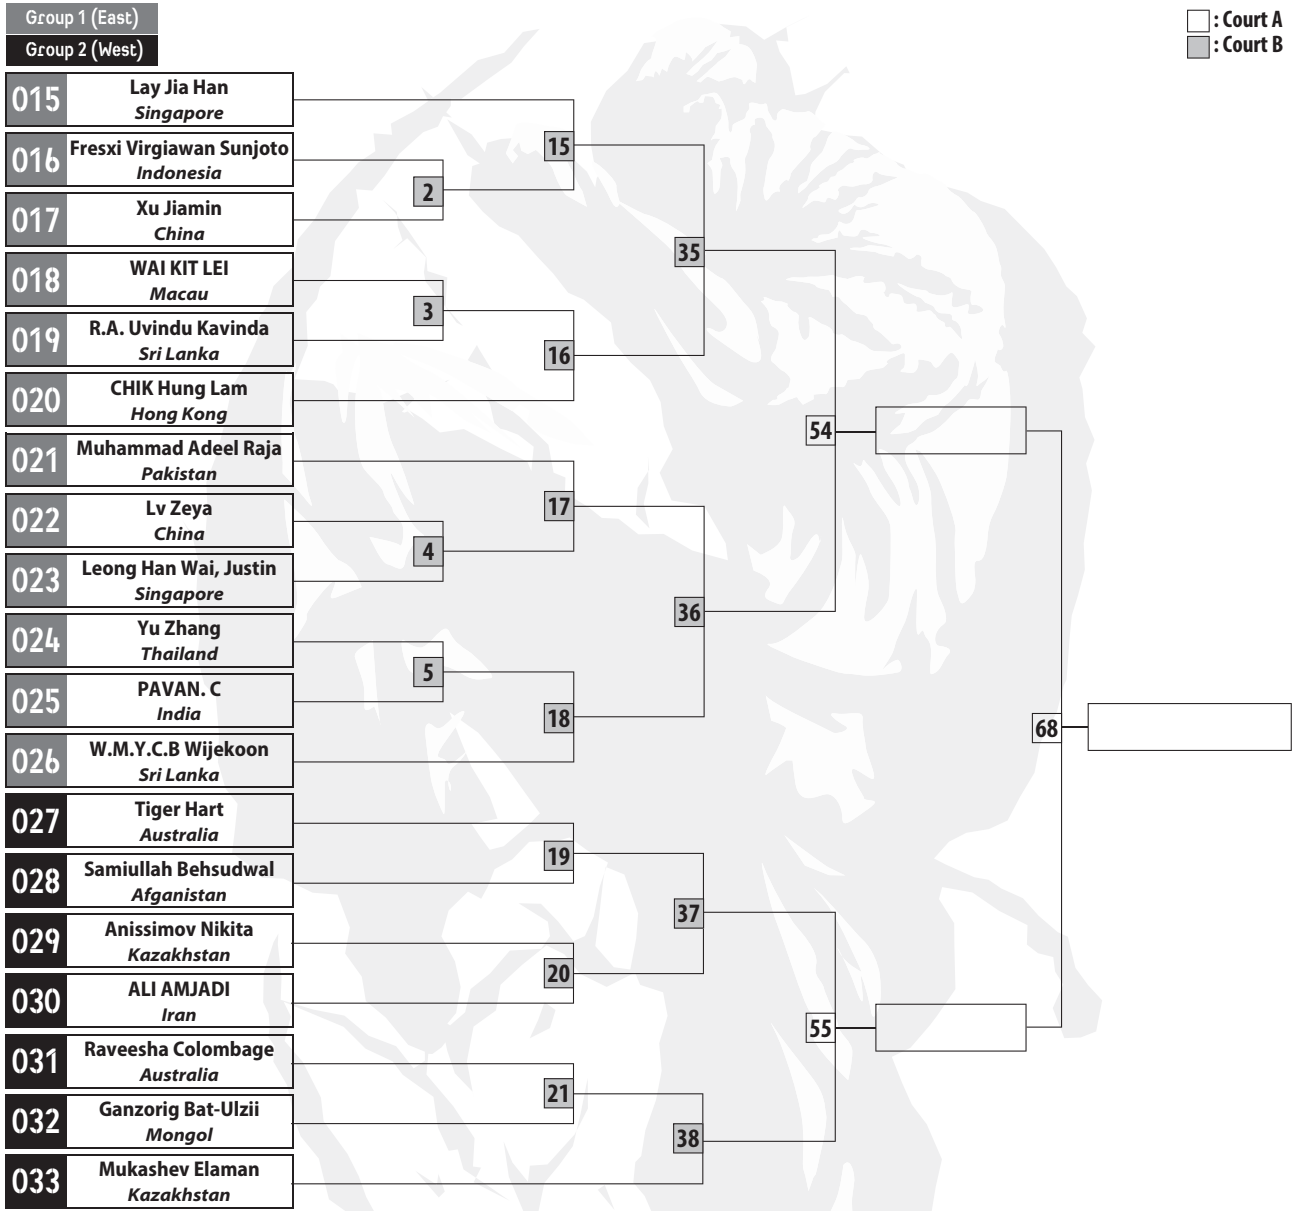 Group 1 (East)
Group 2 (West)
: Court A
: Court B
015
Lay Jia Han
Singapore
016
Fresxi Virgiawan Sunjoto
Indonesia
017
Xu Jiamin
China
018
WAI KIT LEI
Macau
019
R.A. Uvindu Kavinda
Sri Lanka
020
CHIK Hung Lam
Hong Kong
021
Muhammad Adeel Raja
Pakistan
022
Lv Zeya
China
023
Leong Han Wai, Justin
Singapore
024
Yu Zhang
Thailand
025
PAVAN. C
India
026
W.M.Y.C.B Wijekoon
Sri Lanka
027
Tiger Hart
Australia
028
Samiullah Behsudwal
Afganistan
029
Anissimov Nikita
Kazakhstan
030
ALI AMJADI
Iran
031
Raveesha Colombage
Australia
032
Ganzorig Bat-Ulzii
Mongol
033
Mukashev Elaman
Kazakhstan
2
3
4
5
15
16
17
18
19
20
21
35
36
37
38
54
55
68